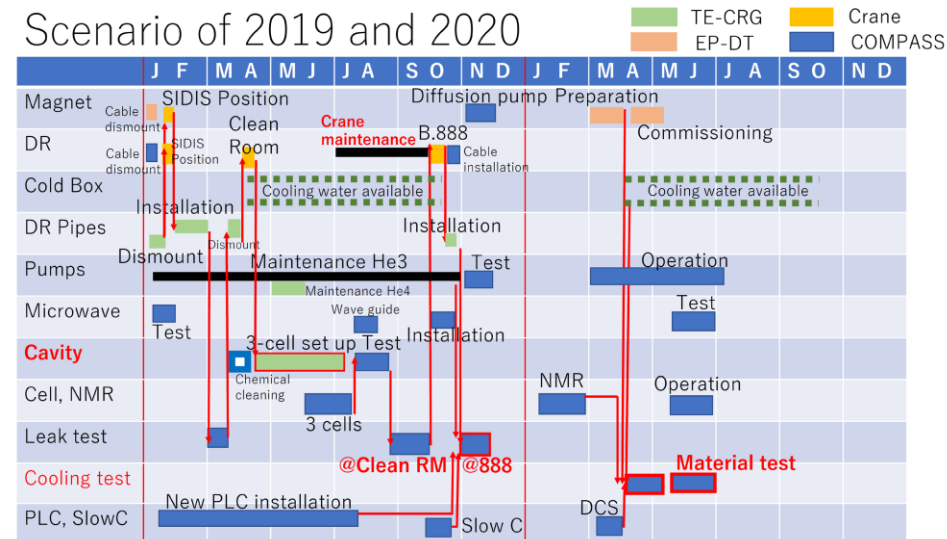 Scenario of 2019 and 2020
TE-CRG
Crane
EP-DT
COMPASS
J F M A M J J A S O N D J F M A M J J A S O N D
Magnet
Cable
dismount
SIDIS Position
Diffusion pump
Preparation
Commissioning
DR
Cable
dismount
SIDIS
Position
Clean
Room
Crane
maintenance
B.888
Cable
installation
Cold Box
Cooling water available
Cooling water available
DR Pipes
Installation
Dismount
Dismount
Installation
Pumps
Maintenance He3
Maintenance He4
Test
Operation
Microwave
Test
Wave guide
Installation
Test
Cavity
3-cell set up
Test
Chemical
cleaning
Cell, NMR
3 cells
NMR
Operation
Leak test
@Clean RM
@888
Cooling test
Material test
PLC, SlowC
New PLC installation
Slow C
DCS